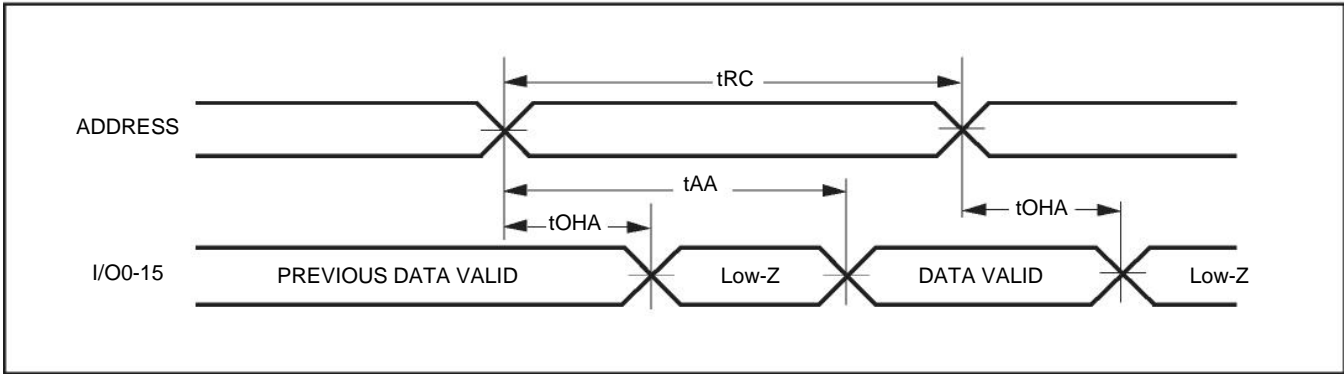 tRC
ADDRESS
tAA
tOHA
tOHA
I/O0-15
PREVIOUS DATA VALID
Low-Z
DATA VALID
Low-Z